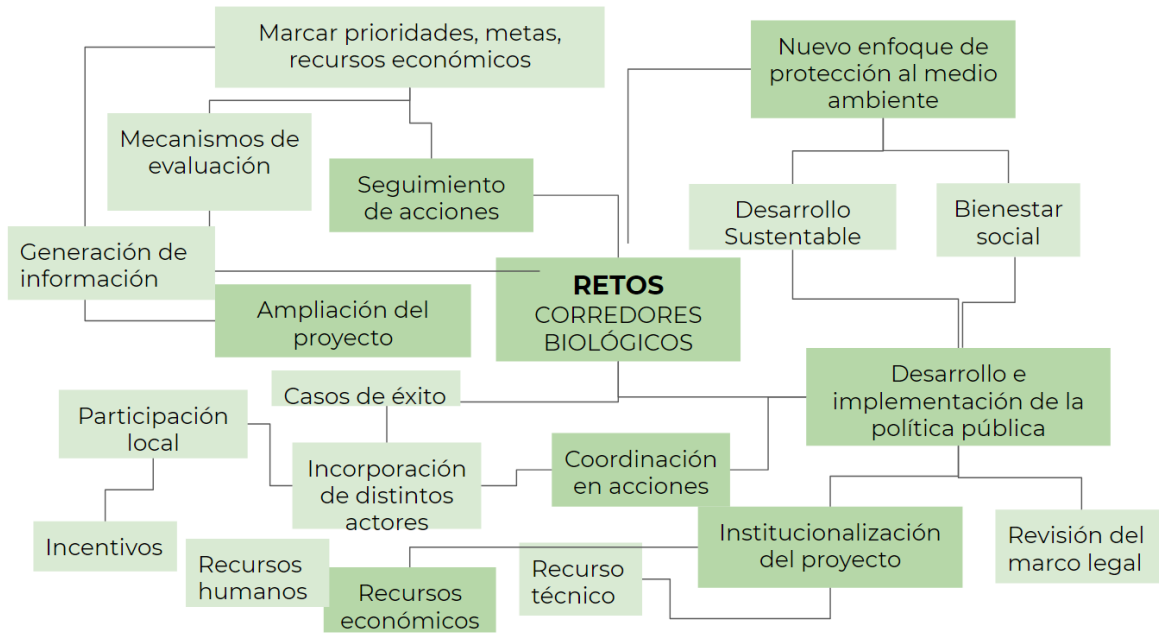 Marcar prioridades, metas,
recursos económicos
Nuevo enfoque de
protección al medio
ambiente
Mecanismos de
evaluación
Seguimiento
de acciones
Desarrollo
Sustentable
Bienestar
social
Generación de
información
RETOS
CORREDORES
BIOLÓGICOS
Ampliación del
proyecto
Desarrollo e
implementación de la
política pública
Casos de éxito
Participación
local
Incorporación
de distintos
actores
Coordinación
en acciones
Incentivos
Recursos
humanos
Recursos
económicos
Recurso
técnico
Institucionalización
del proyecto
Revisión del
marco legal